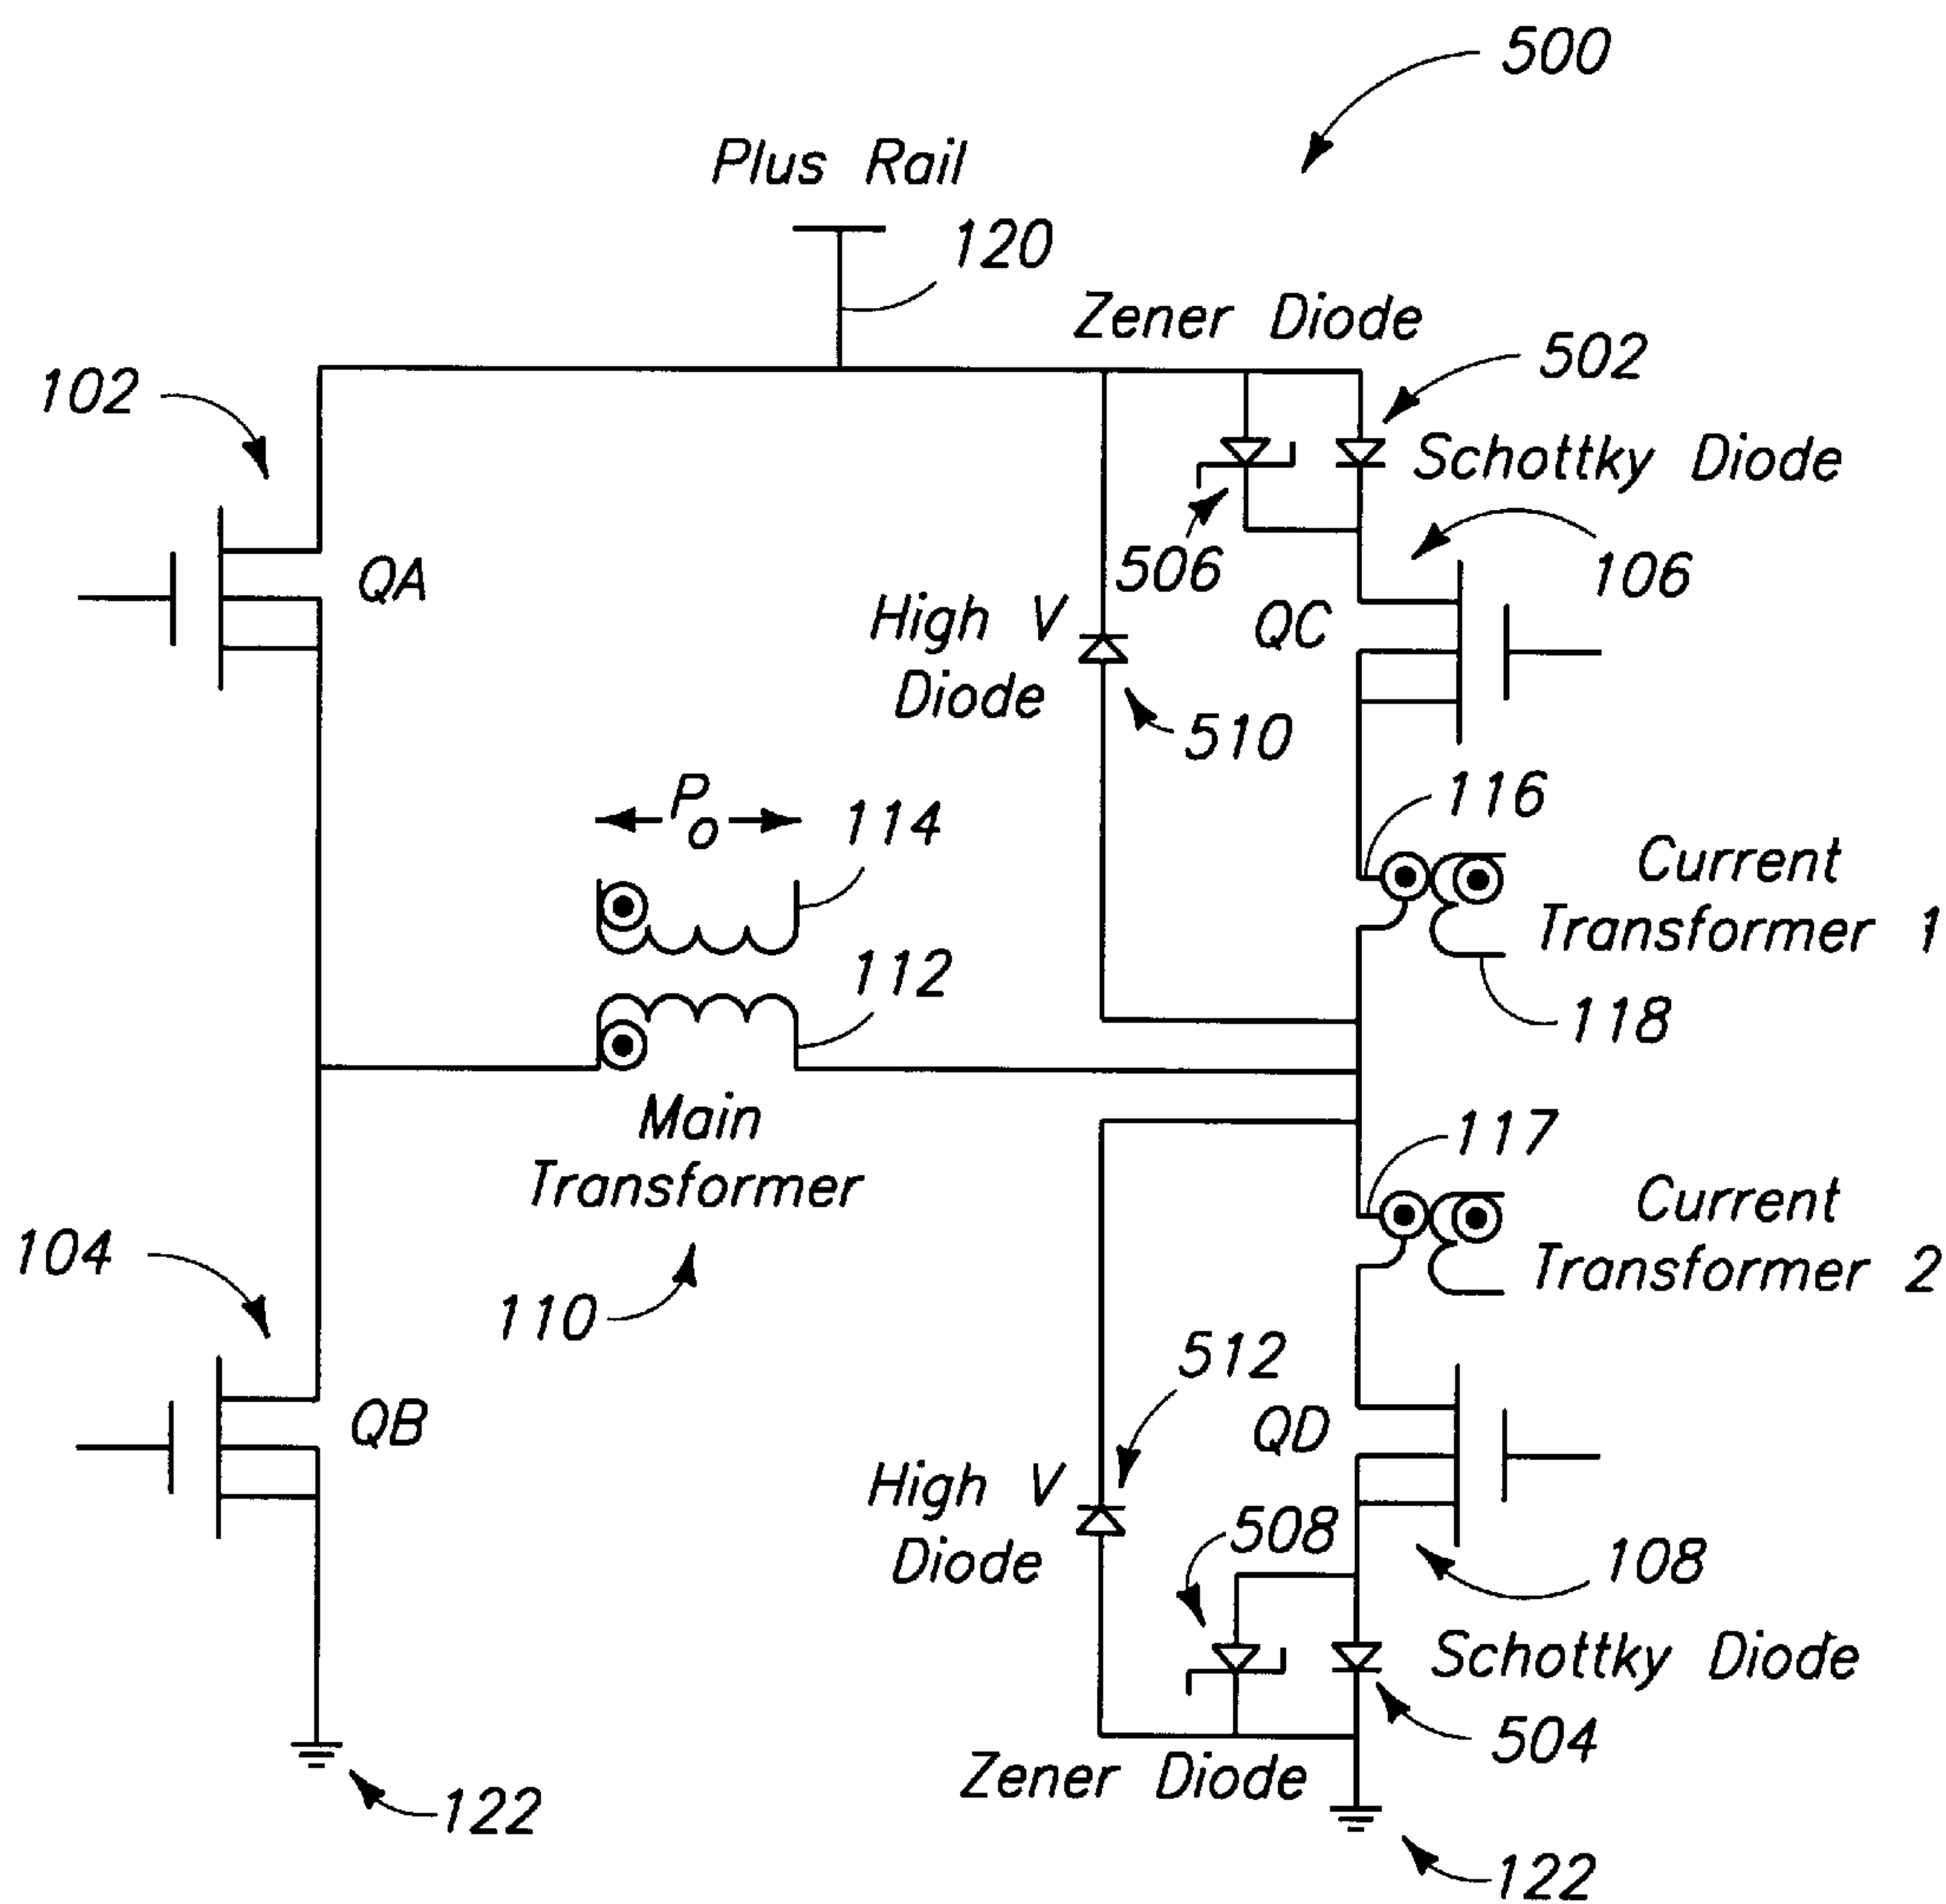 500
Plus Rail
120
Zener Diode
502
102
Schottky Diode
506
106
QA
High V
Diode
QC
510
Po
114
116
Current
Transformer 1
112
118
Main
Transformer
117
Current
Transformer 2
104
110
512
QB
QD
High V
Diode
508
108
Schottky Diode
504
Zener Diode
122
122